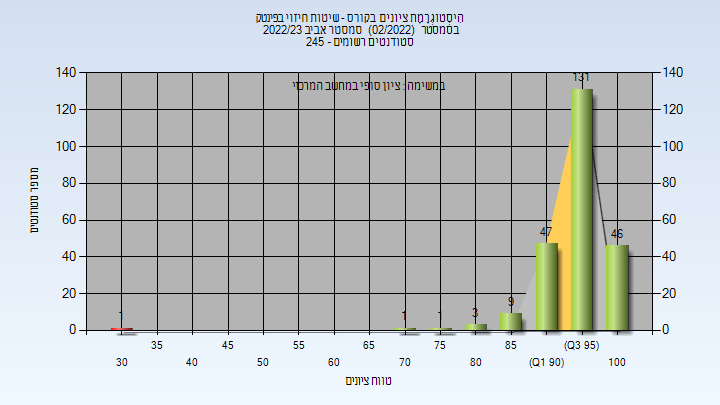 היסטוגרמת ציונים בקורס - שיטות חיזוי בפינטק
בסמסטר (02/2022) סמסטר אביב 2022/23
סטודנטים רשומים - 245
במשימה : ציון סופי במחשב המרכזי
140 140
120 120
100 100
80 80
60 60
40 40
20 20
0 0
מספר סטודנטים
1 1 1 3 9 47 131 46
35 45 55 65 75 85 (Q3 95)
30 40 50 60 70 80 (Q1 90) 100
טווח ציונים